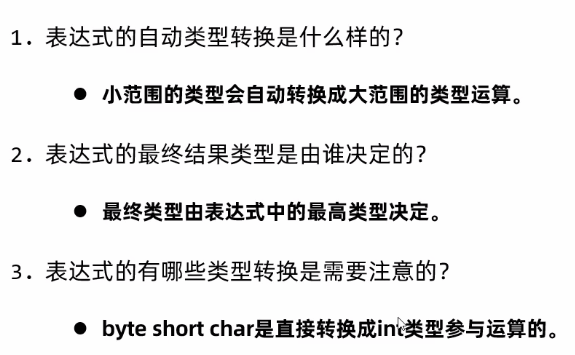 1. 表达式的自动类型转换是什么样的?
● 小范围的类型会自动转换成大范围的类型运算。
2. 表达式的最终结果类型是由谁决定的?
● 最终类型由表达式中的最高类型决定。
3. 表达式的有哪些类型转换是需要注意的?
● byte short char是直接转换成int类型参与运算的。